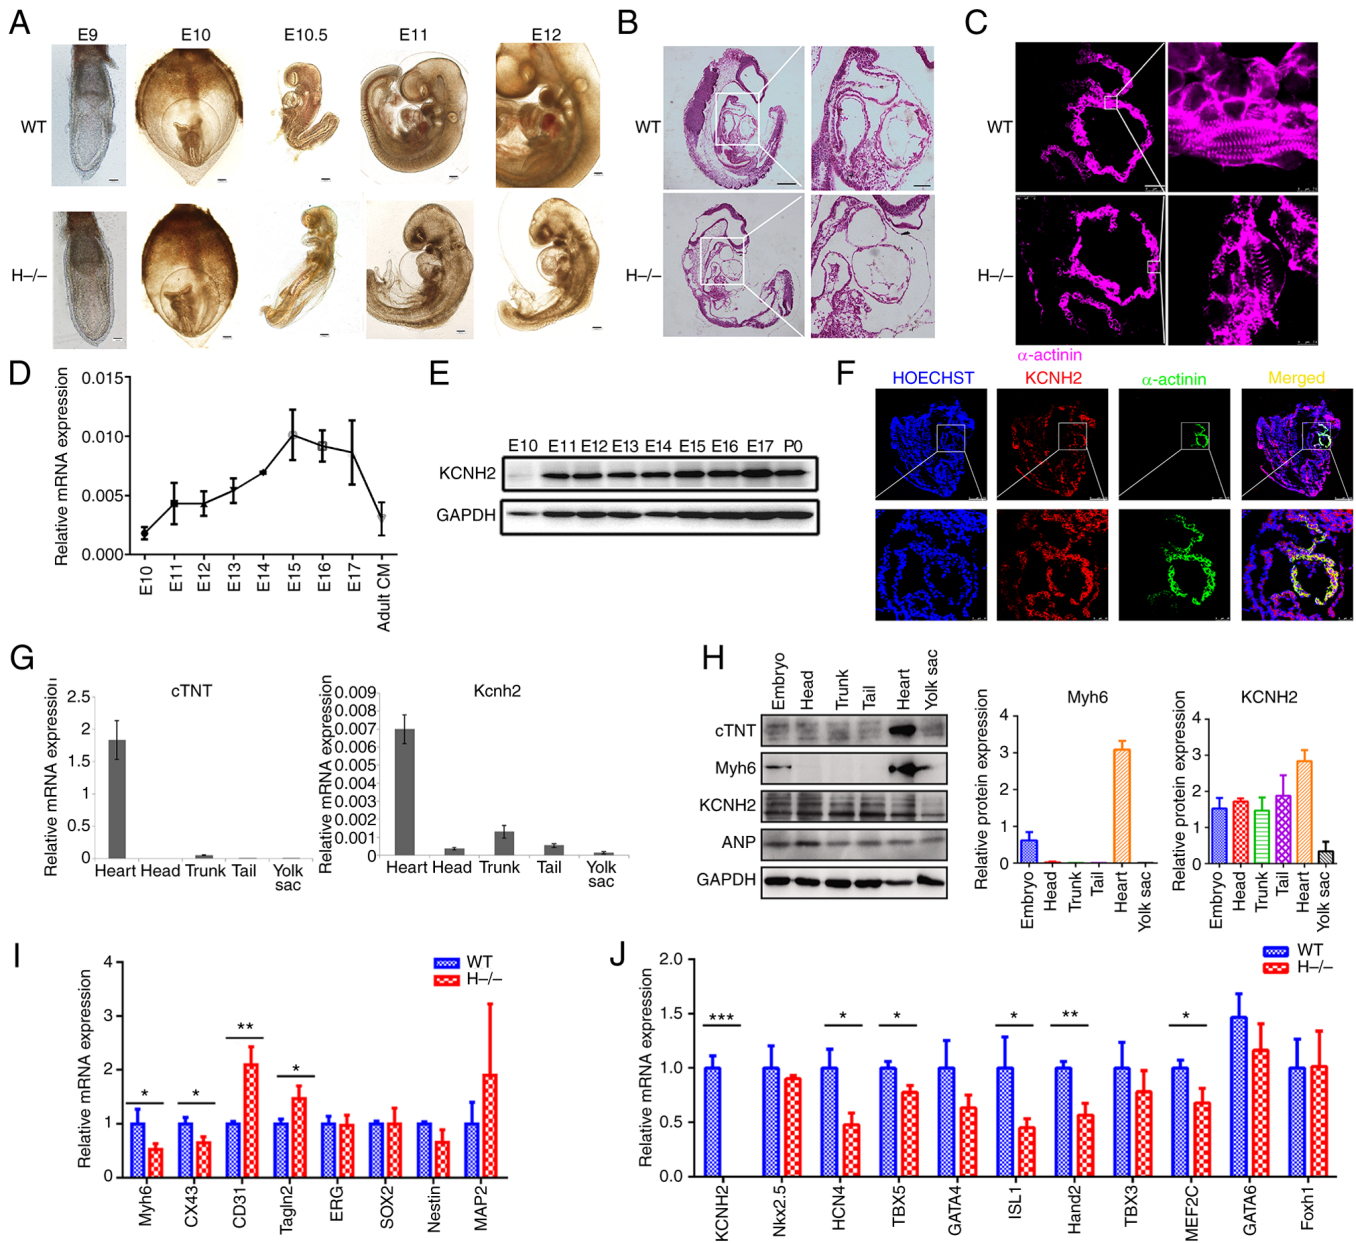 A
E9 E10 E10.5 E11 E12
WT
H–/–
B
WT
H–/–
C
WT
H–/–
α-actinin
D
Relative mRNA expression
0.015
0.010
0.005
0.000
E10 E11 E12 E13 E14 E15 E16 E17 Adult CM
E
E10 E11 E12 E13 E14 E15 E16 E17 P0
KCNH2
GAPDH
F
HOECHST KCNH2 α-actinin Merged
G
cTNT
Relative mRNA expression
2.5
2
1.5
1
0.5
0
Heart Head Trunk Tail Yolk sac
Kcnh2
Relative mRNA expression
0.009
0.008
0.007
0.006
0.005
0.004
0.003
0.002
0.001
0
Heart Head Trunk Tail Yolk sac
H
Embryo Head Trunk Tail Heart Yolk sac
cTNT
Myh6
KCNH2
ANP
GAPDH
Myh6
Relative protein expression
4
3
2
1
0
Embryo Head Trunk Tail Heart Yolk sac
KCNH2
Relative protein expression
4
3
2
1
0
Embryo Head Trunk Tail Heart Yolk sac
I
WT
H–/–
Relative mRNA expression
4
3
2
1
0
* * ** *
Myh6 CX43 CD31 Tagln2 ERG SOX2 Nestin MAP2
J
WT
H–/–
Relative mRNA expression
2.0
1.5
1.0
0.5
0.0
*** * * * ** *
KCNH2 Nkx2.5 HCN4 TBX5 GATA4 ISL1 Hand2 TBX3 MEF2C GATA6 Foxh1